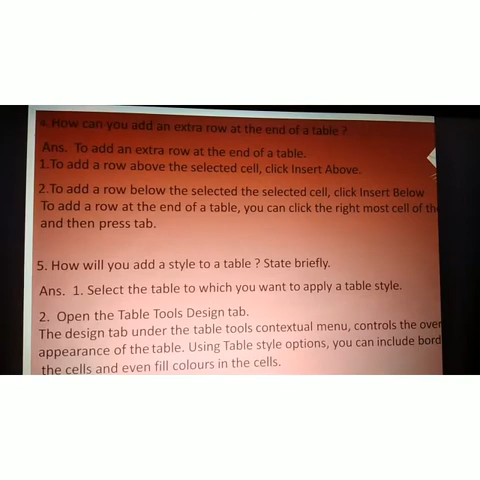 4. How can you add an extra row at the end of a table ?
Ans. To add an extra row at the end of a table.
1.To add a row above the selected cell, click Insert Above.
2.To add a row below the selected the selected cell, click Insert Below
To add a row at the end of a table, you can click the right most cell of
and then press tab.
5. How will you add a style to a table ? State briefly.
Ans. 1. Select the table to which you want to apply a table style.
2. Open the Table Tools Design tab.
The design tab under the table tools contextual menu, controls the
appearance of the table. Using Table style options, you can include
the cells and even fill colours in the cells.